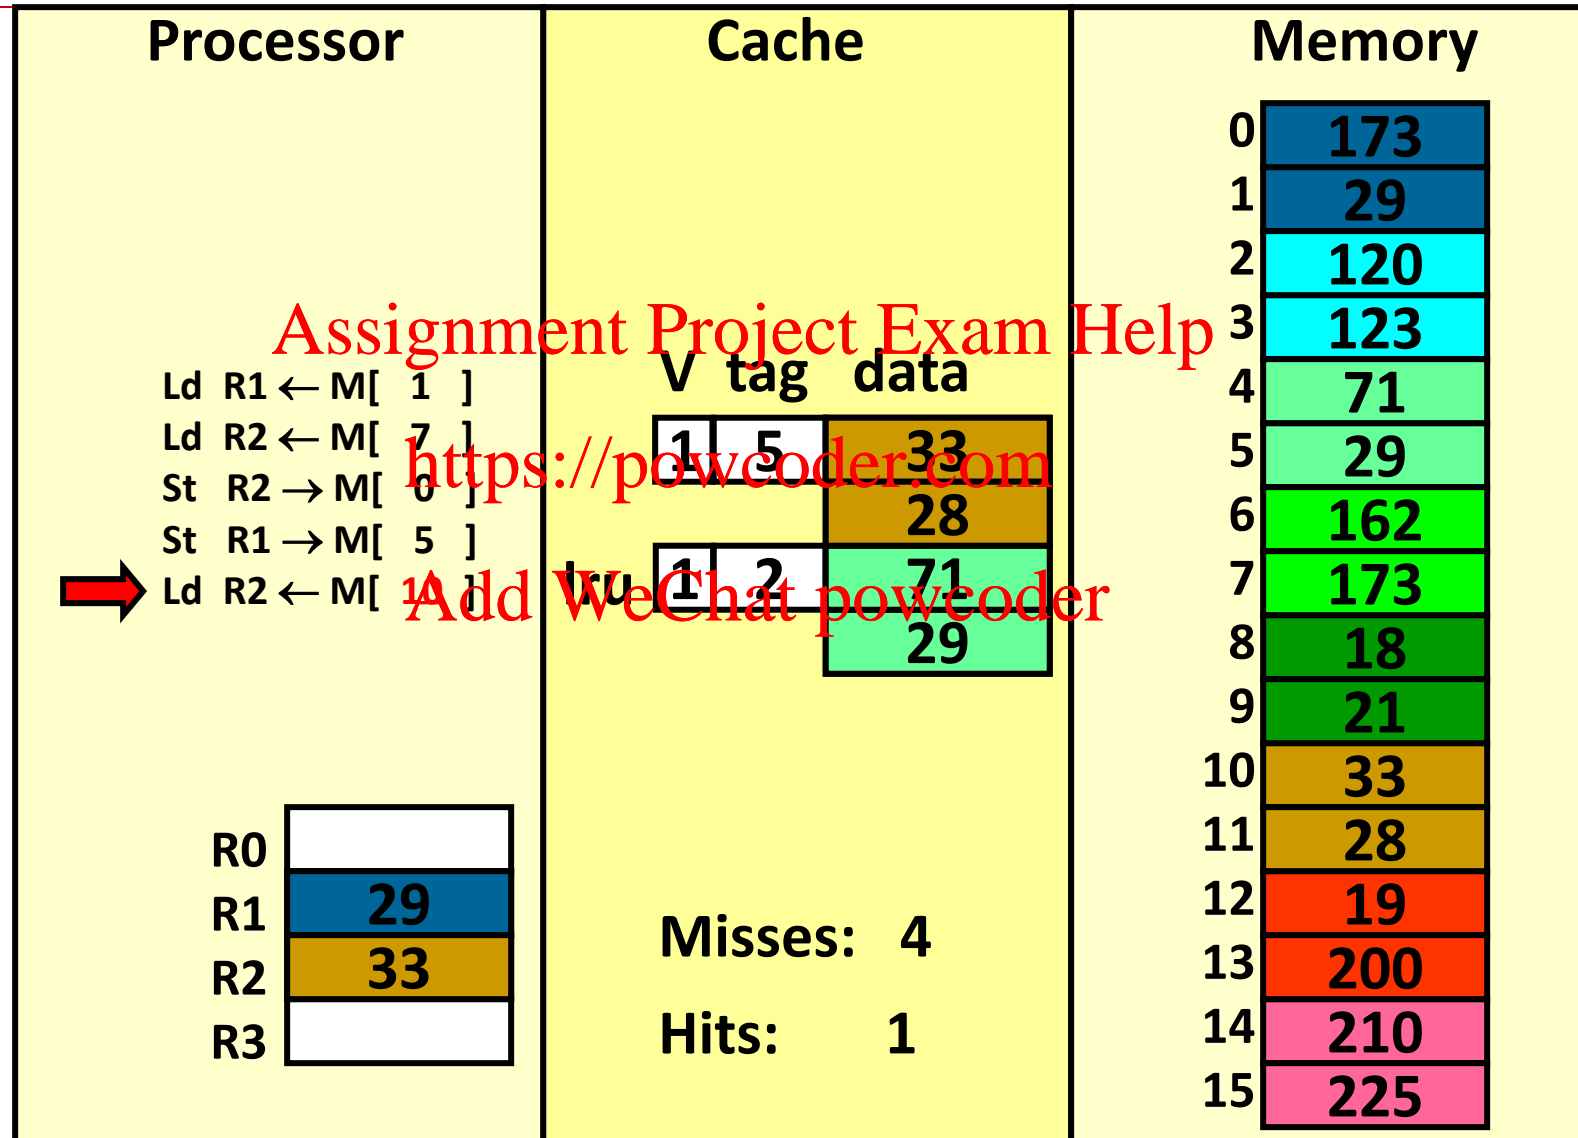 Processor Cache Memory
0 173
1 29
2 120
Assignment Project Exam Help
3 123
V tag data
Ld R1 ← M[ 1 ]
4 71
Ld R2 ← M[ 7 ]
1 5 33
https://powcoder.com
5 29
St R2 → M[ 0 ]
28
6 162
St R1 → M[ 5 ]
Ld R2 ← M[ 10 ]
lru 1 2 71
Add WeChat powcoder
7 173
29
8 18
9 21
10 33
R0
11 28
R1 29
12 19
Misses: 4
R2 33
13 200
R3
Hits: 1
14 210
15 225